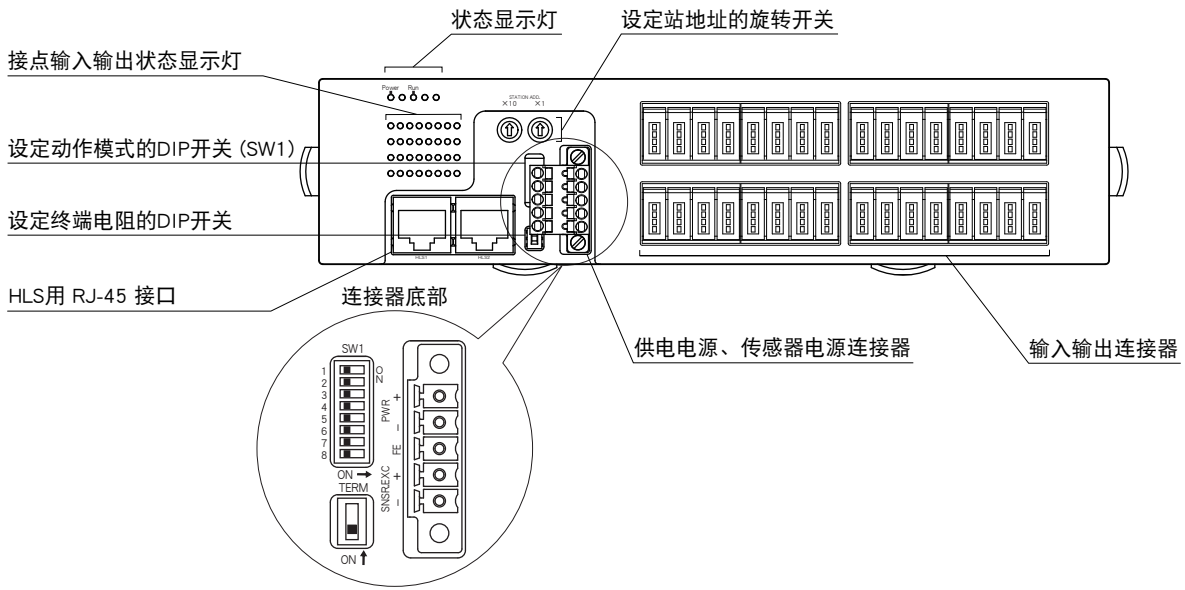 状态显示灯
设定站地址的旋转开关
接点输入输出状态显示灯
Power Run
STATION ADD.
×10 ×1
设定动作模式的DIP开关 (SW1)
设定终端电阻的DIP开关
HLS1 HLS2
HLS用 RJ-45 接口
连接器底部
供电电源、传感器电源连接器
输入输出连接器
SW1
1
2
3
4
5
6
7
8
ON
ON →
TERM
ON ↑
+
PWR
–
FE
+
SNSR.EXC
–